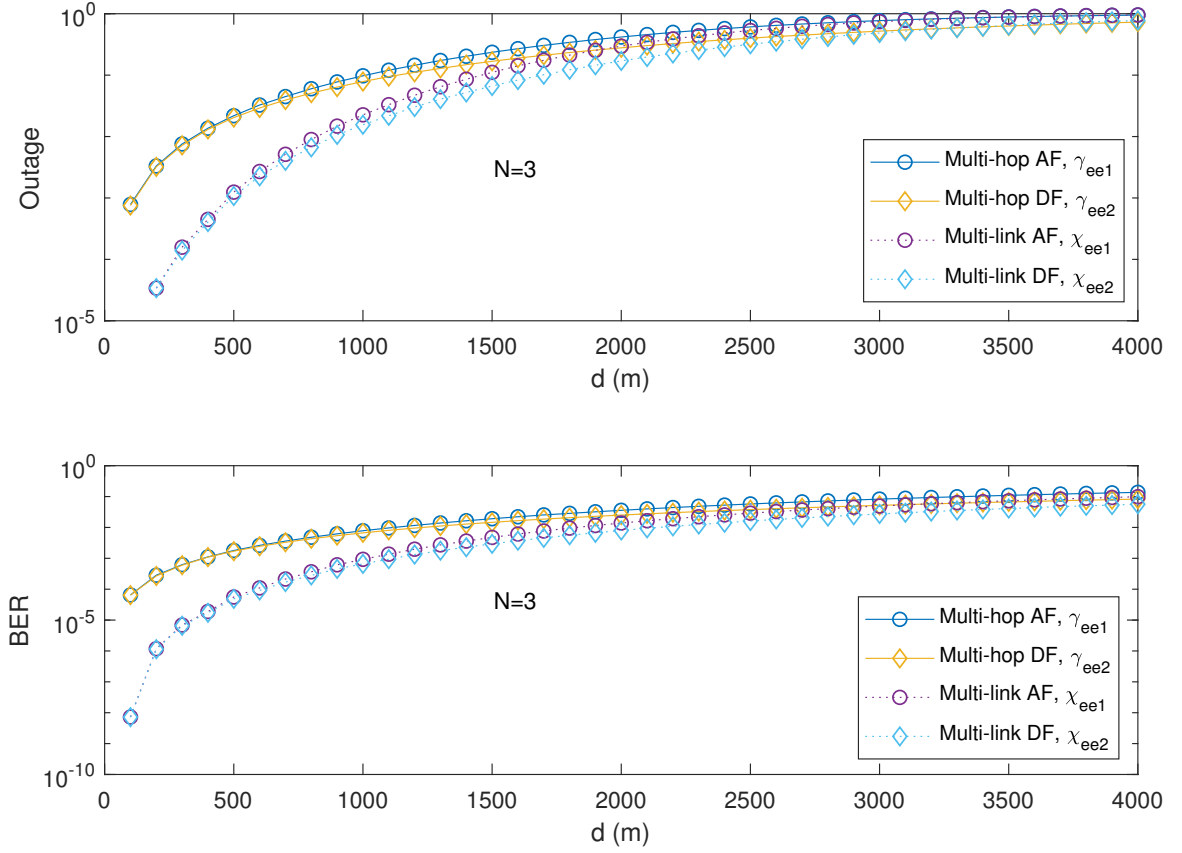 10^0
Outage
10^-5
N=3
Multi-hop AF, γ_ee1
Multi-hop DF, γ_ee2
Multi-link AF, χ_ee1
Multi-link DF, χ_ee2
0 500 1000 1500 2000 2500 3000 3500 4000
d (m)
10^0
BER
10^-5
10^-10
N=3
Multi-hop AF, γ_ee1
Multi-hop DF, γ_ee2
Multi-link AF, χ_ee1
Multi-link DF, χ_ee2
0 500 1000 1500 2000 2500 3000 3500 4000
d (m)